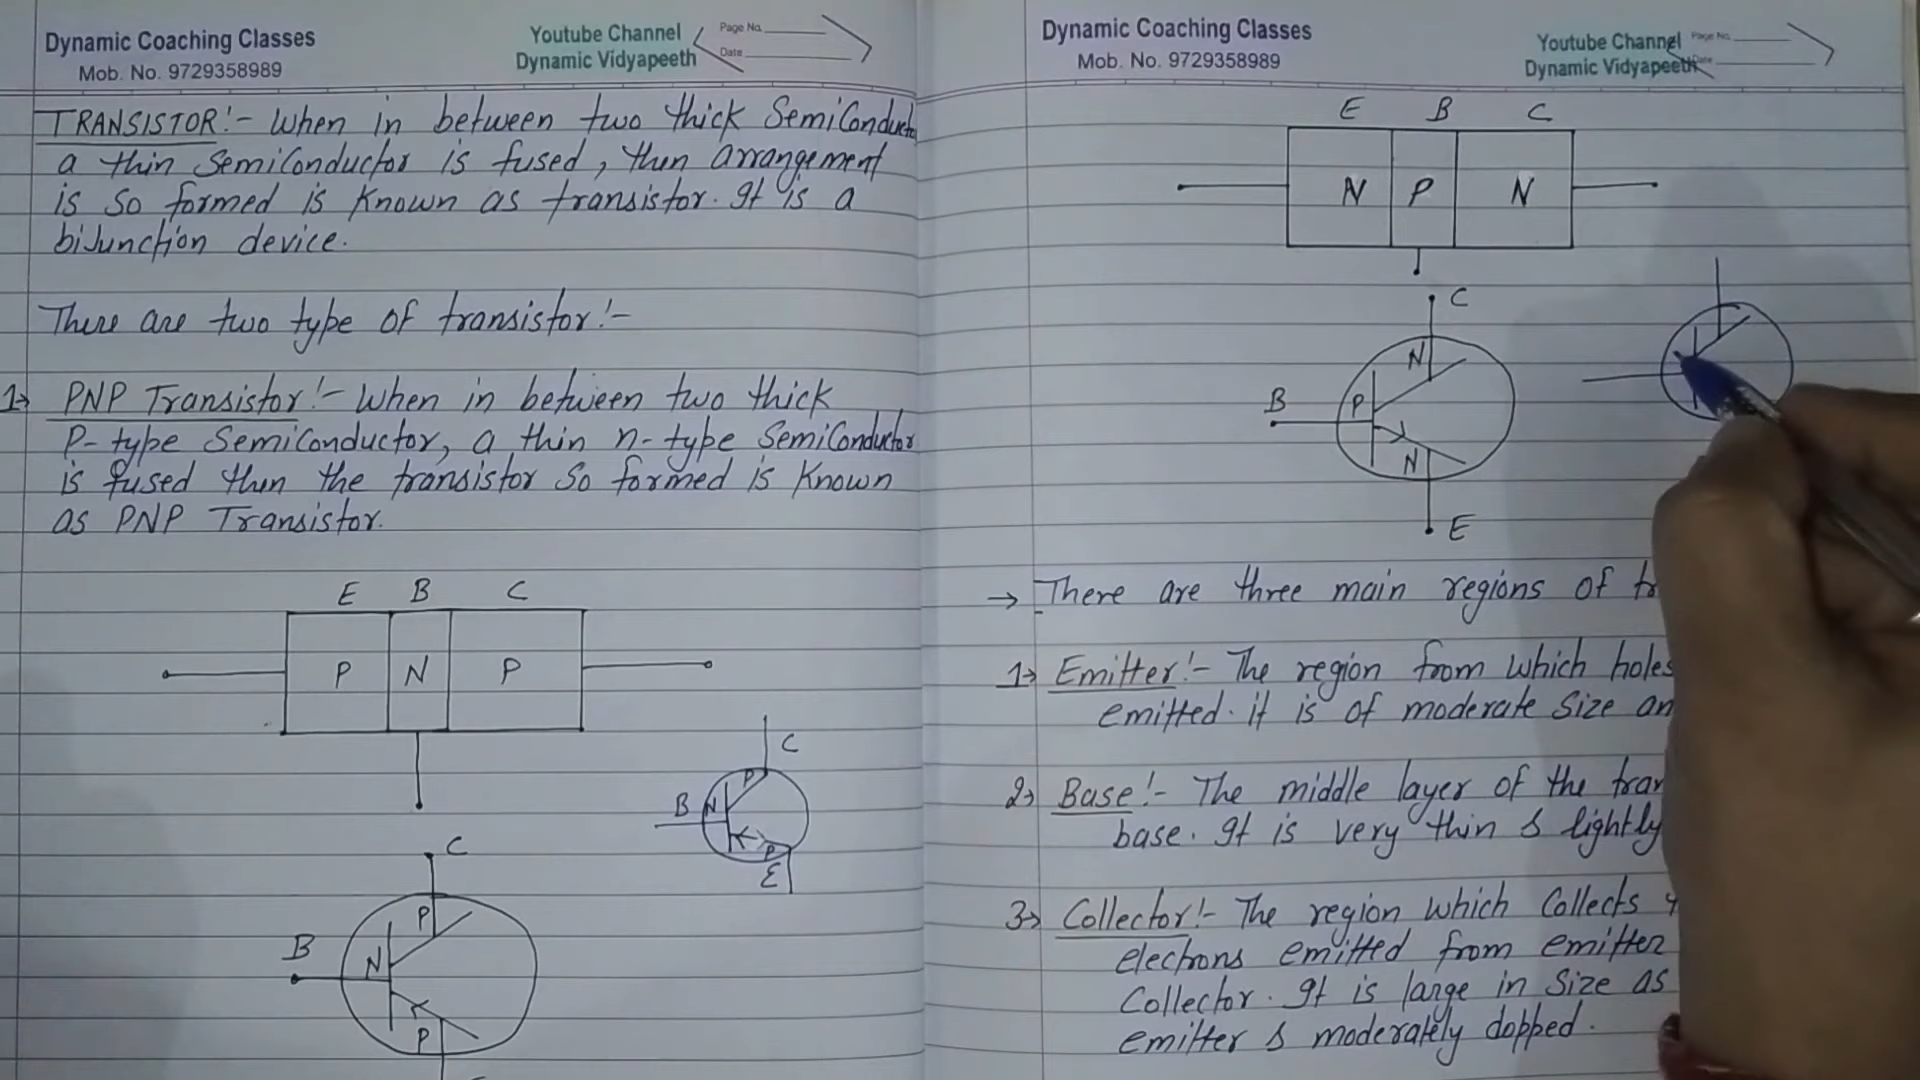 Dynamic Coaching Classes
Mob. No. 9729358989
Youtube Channel
Dynamic Vidyapeeth
Page No.
Date
TRANSISTOR:- When in between two thick SemiConducto
a thin SemiConductor is fused, then arrangement
is so formed is Known as transistor. It is a
biJunction device.
There are two type of transistor:-
1→ PNP Transistor:- When in between two thick
P-type SemiConductor, a thin n-type SemiConductor
is fused then the transistor so formed is Known
as PNP Transistor.
E B C
P N P
C
P
B N
P
E
C
B
P
N
P
Dynamic Coaching Classes
Mob. No. 9729358989
Youtube Channel
Dynamic Vidyapeeth
Page No.
Date
E B C
N P N
C
N
B P
N
E
→ There are three main regions of
1→ Emitter:- The region from which holes
emitted. it is of moderate size an
2→ Base:- The middle layer of the tran
base. It is very thin & lightly
3→ Collector:- The region which Collects
electrons emitted from emitter
Collector. It is large in size as
emitter & moderately dopped.